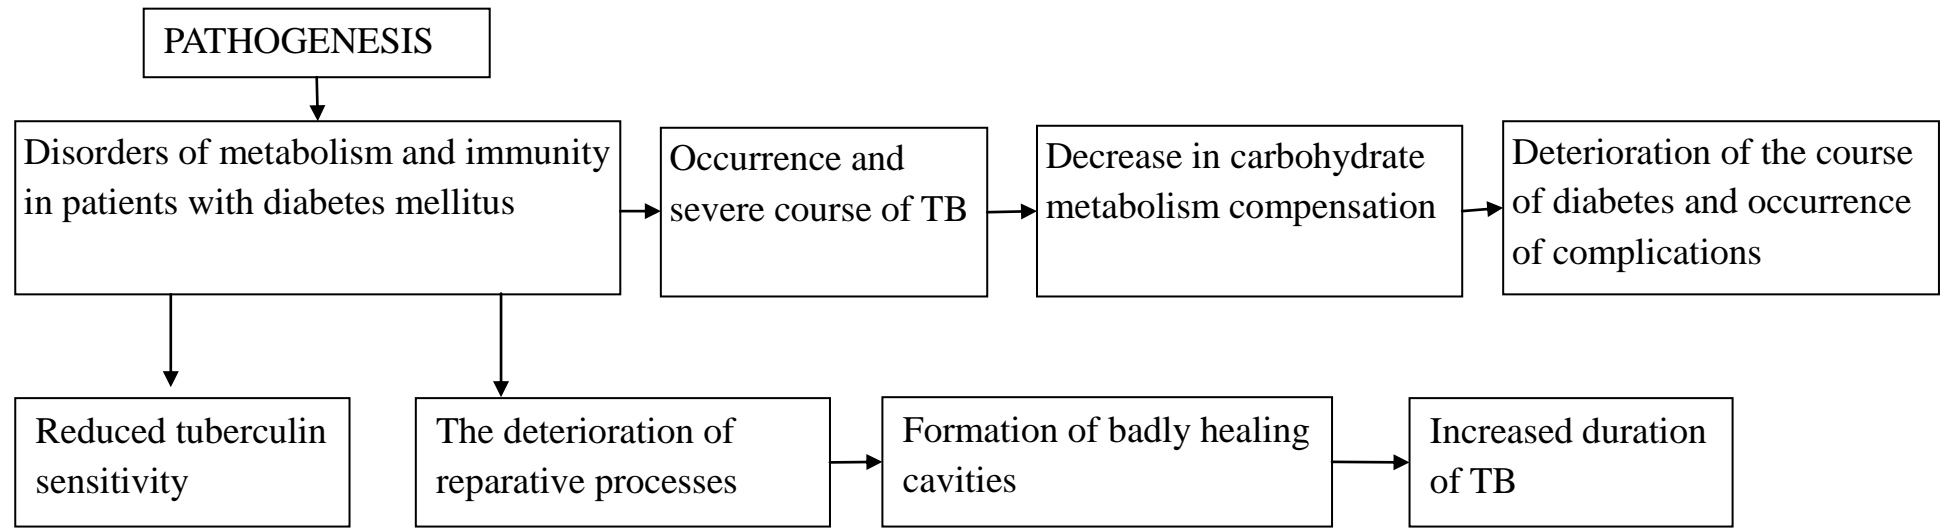 PATHOGENESIS
Disorders of metabolism and immunity
in patients with diabetes mellitus
Occurrence and
severe course of TB
Decrease in carbohydrate
metabolism compensation
Deterioration of the course
of diabetes and occurrence
of complications
Reduced tuberculin
sensitivity
The deterioration of
reparative processes
Formation of badly healing
cavities
Increased duration
of TB